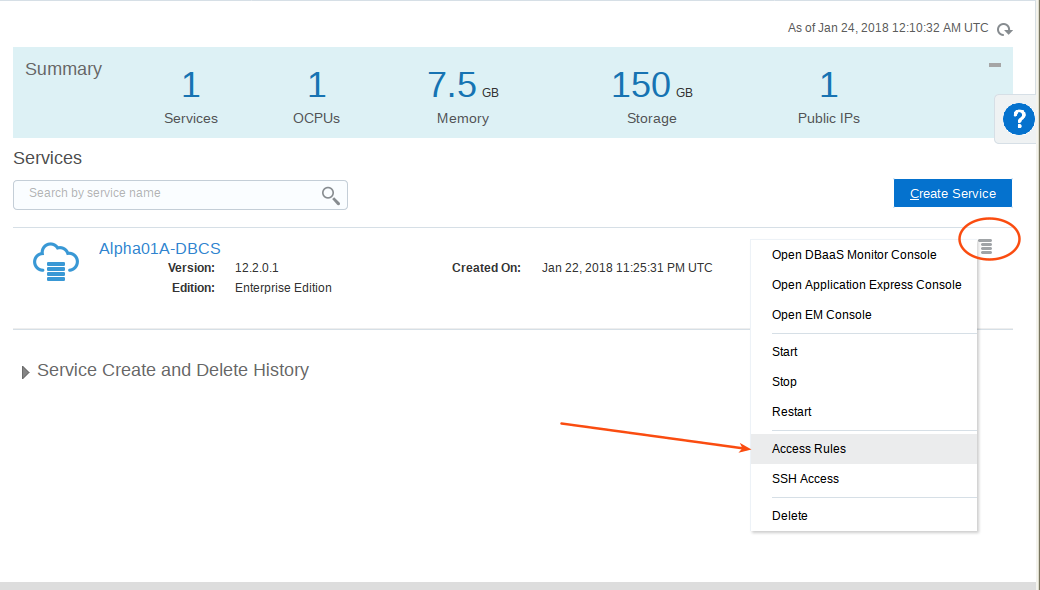 As of Jan 24, 2018 12:10:32 AM UTC
Summary
1
Services
1
OCPUs
7.5 GB
Memory
150 GB
Storage
1
Public IPs
?
Services
Search by service name
Create Service
Alpha01A-DBCS
Version: 12.2.0.1
Edition: Enterprise Edition
Created On: Jan 22, 2018 11:25:31 PM UTC
Open DBaaS Monitor Console
Open Application Express Console
Open EM Console
Start
Stop
Restart
Access Rules
SSH Access
Delete
Service Create and Delete History